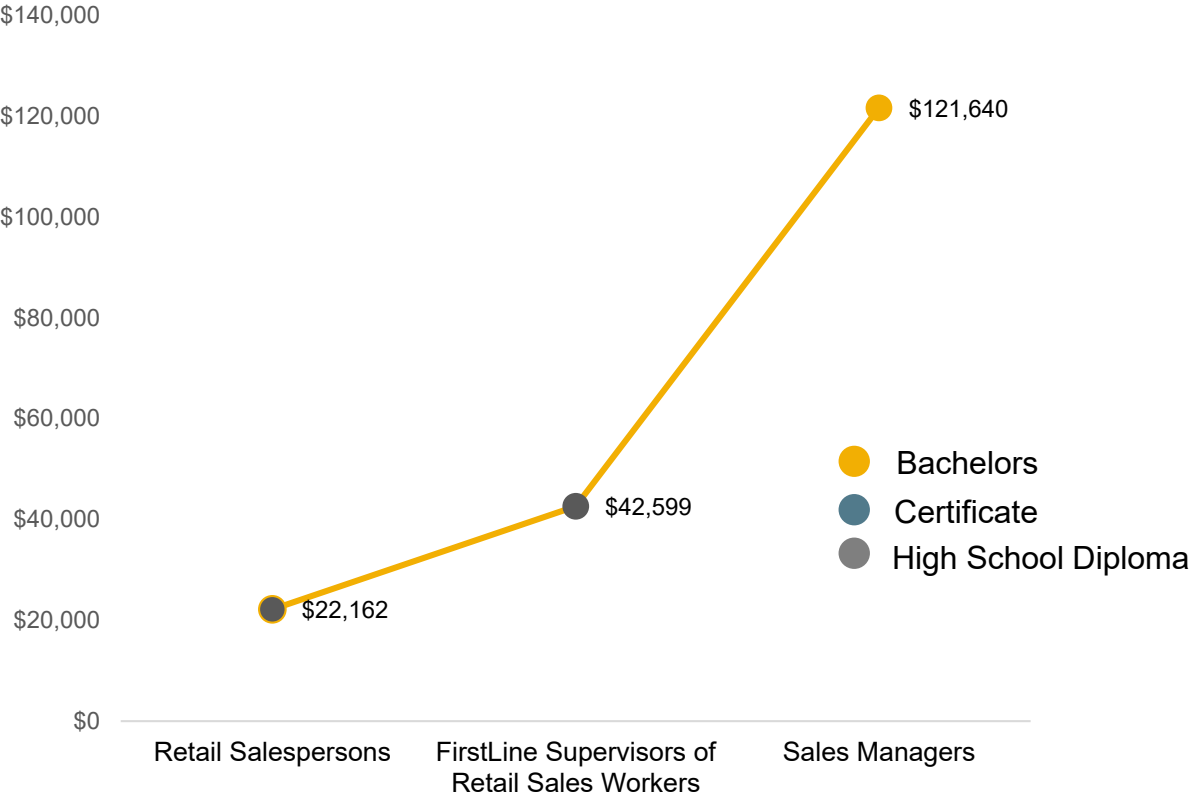 $140,000
$120,000
$100,000
$80,000
$60,000
$40,000
$20,000
$0
$121,640
$42,599
$22,162
Bachelors
Certificate
High School Diploma
Retail Salespersons
FirstLine Supervisors of
Retail Sales Workers
Sales Managers